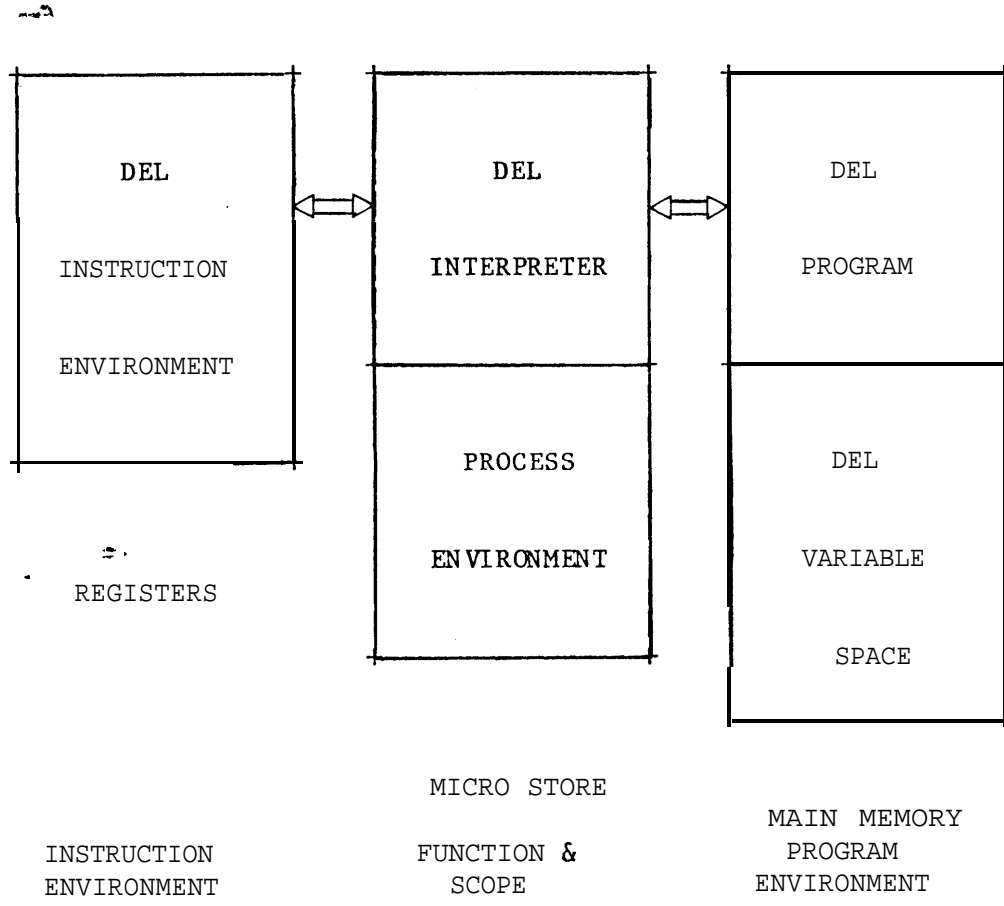 DEL
INSTRUCTION
ENVIRONMENT
REGISTERS
INSTRUCTION
ENVIRONMENT
DEL
INTERPRETER
PROCESS
ENVIRONMENT
MICRO STORE
FUNCTION &
SCOPE
DEL
PROGRAM
DEL
VARIABLE
SPACE
MAIN MEMORY
PROGRAM
ENVIRONMENT